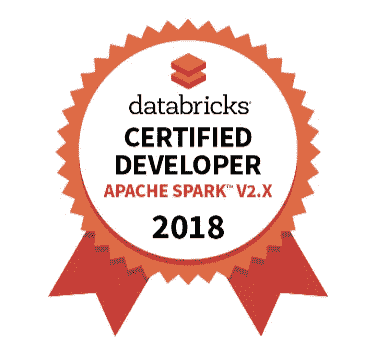 databricks®
CERTIFIED
DEVELOPER
APACHE SPARK™ V2.X
2018